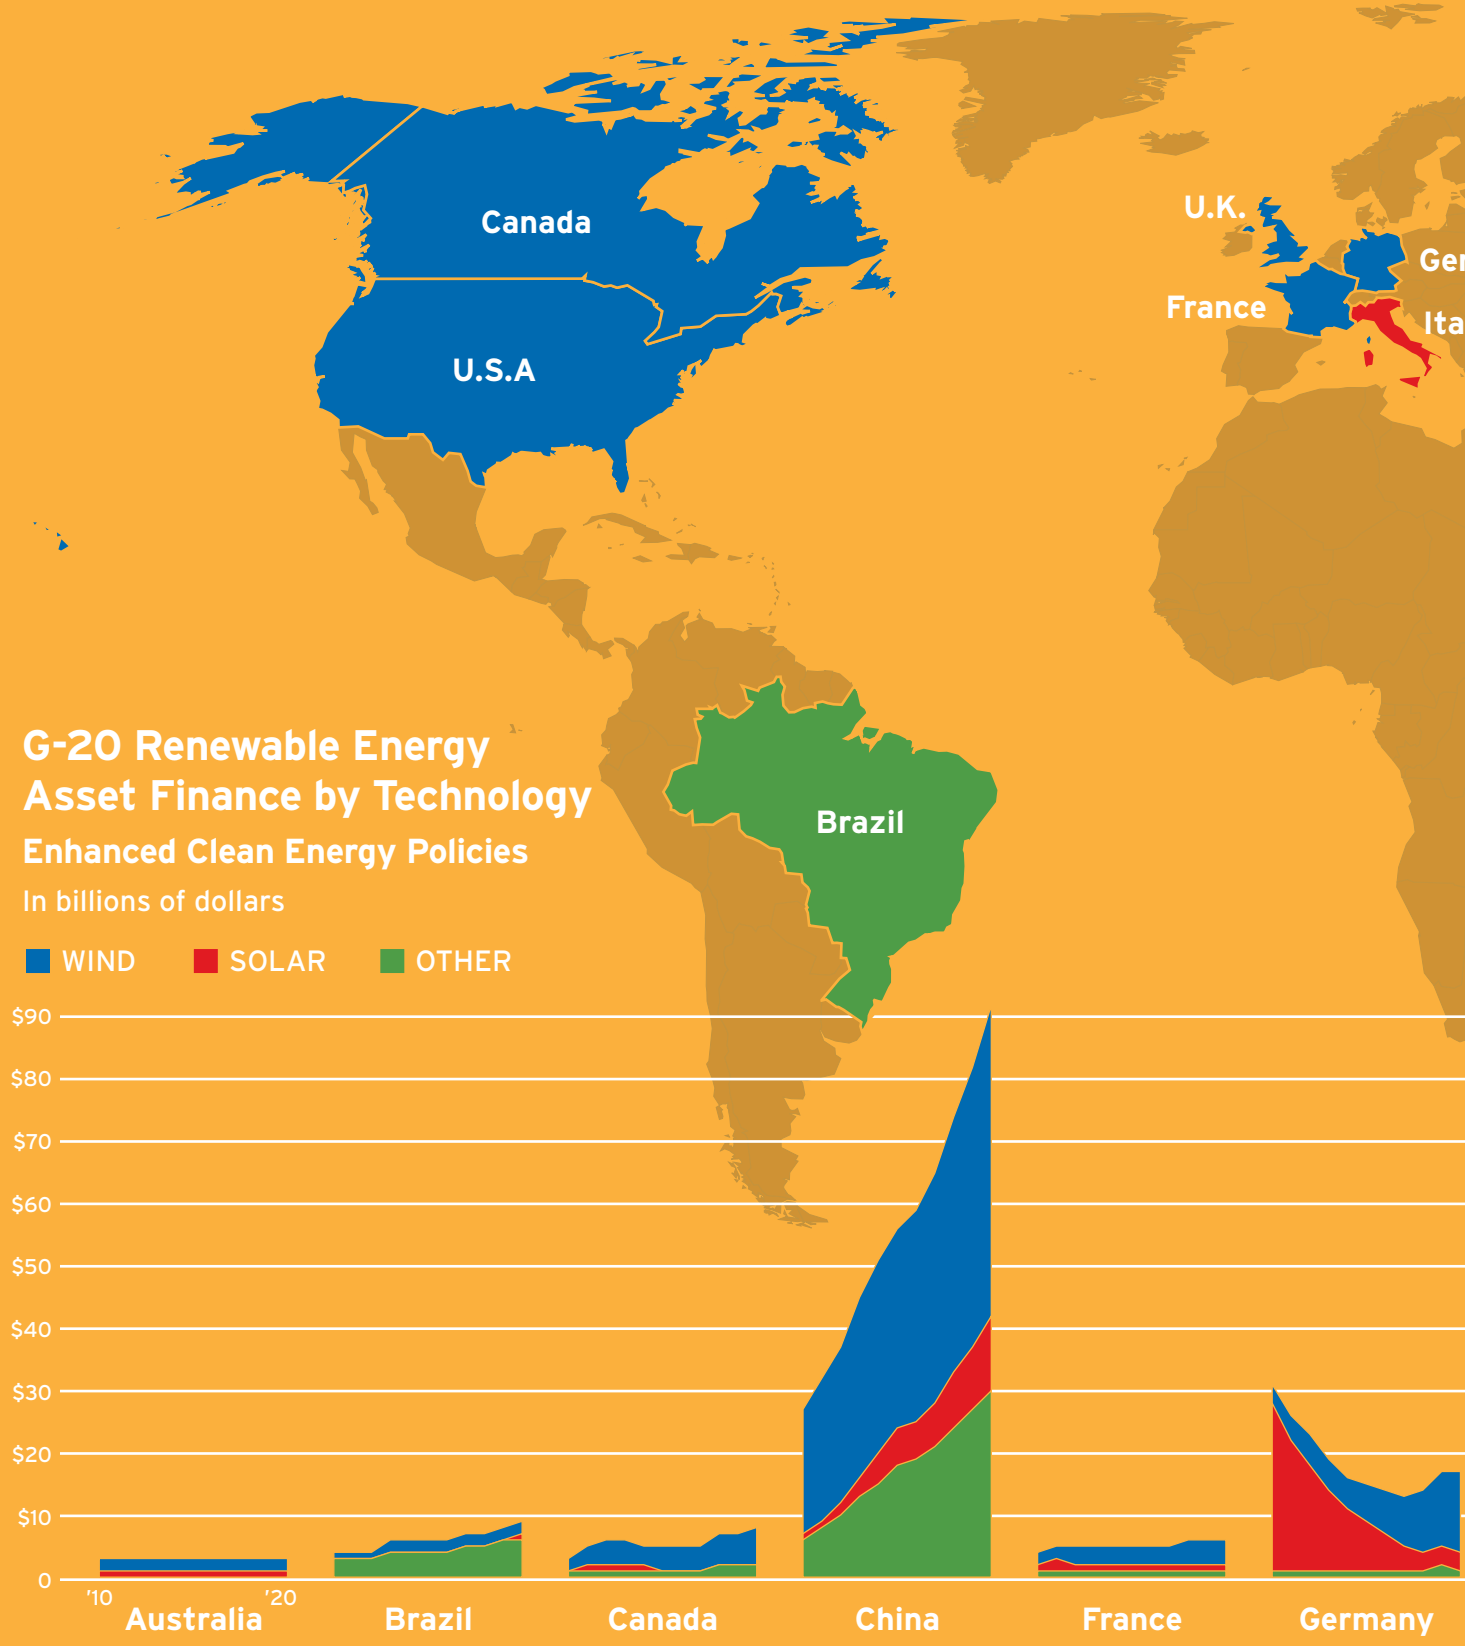 Canada
U.K.
Ger
France
Ita
U.S.A
Brazil
G-20 Renewable Energy
Asset Finance by Technology
Enhanced Clean Energy Policies
In billions of dollars
WIND SOLAR OTHER
$90
$80
$70
$60
$50
$40
$30
$20
$10
0
'10 '20
Australia Brazil Canada China France Germany